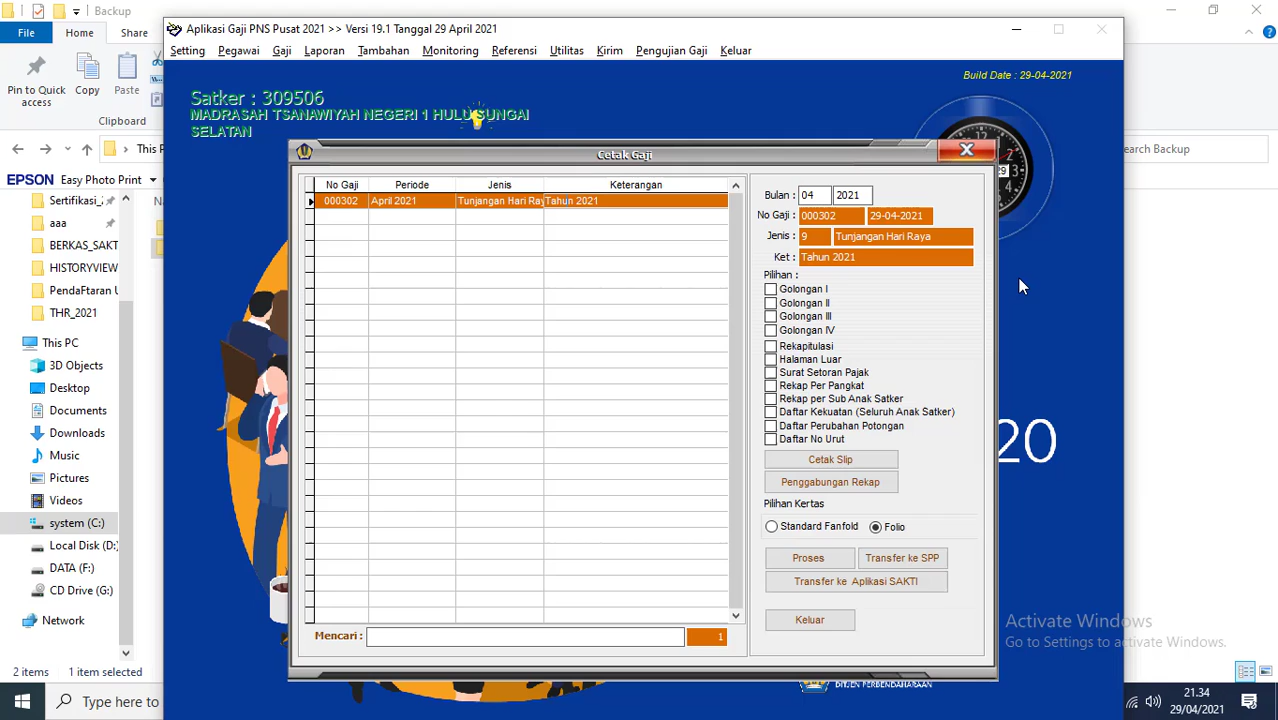 Backup
File
Home
Share
Pin to Quick access
Copy
Paste
Clipboard
This P
Search Backup
EPSON Easy Photo Print
Sertifikasi_2
aaa
BERKAS_SAKT
HISTORYVIEW
PendaFtaran U
THR_2021
This PC
3D Objects
Desktop
Documents
Downloads
Music
Pictures
Videos
system (C:)
Local Disk (D:)
DATA (F:)
CD Drive (G:)
Network
2 items 1 item selected
Aplikasi Gaji PNS Pusat 2021 >> Versi 19.1 Tanggal 29 April 2021
Setting Pegawai Gaji Laporan Tambahan Monitoring Referensi Utilitas Kirim Pengujian Gaji Keluar
Build Date : 29-04-2021
Satker : 309506
MADRASAH TSANAWIYAH NEGERI 1 HULU SUNGAI
SELATAN
Cetak Gaji
No Gaji Periode Jenis Keterangan
000302 April 2021 Tunjangan Hari Ray Tahun 2021
Mencari : 1
Bulan : 04 2021
No Gaji : 000302 29-04-2021
Jenis : 9 Tunjangan Hari Raya
Ket : Tahun 2021
Pilihan :
Golongan I
Golongan II
Golongan III
Golongan IV
Rekapitulasi
Halaman Luar
Surat Setoran Pajak
Rekap Per Pangkat
Rekap per Sub Anak Satker
Daftar Kekuatan (Seluruh Anak Satker)
Daftar Perubahan Potongan
Daftar No Urut
Cetak Slip
Penggabungan Rekap
Pilihan Kertas
Standard Fanfold Folio
Proses Transfer ke SPP
Transfer ke Aplikasi SAKTI
Keluar
20
29
DITJEN PERBENDAHARAAN
Activate Windows
Go to Settings to activate Windows.
Type here to
21.34
29/04/2021